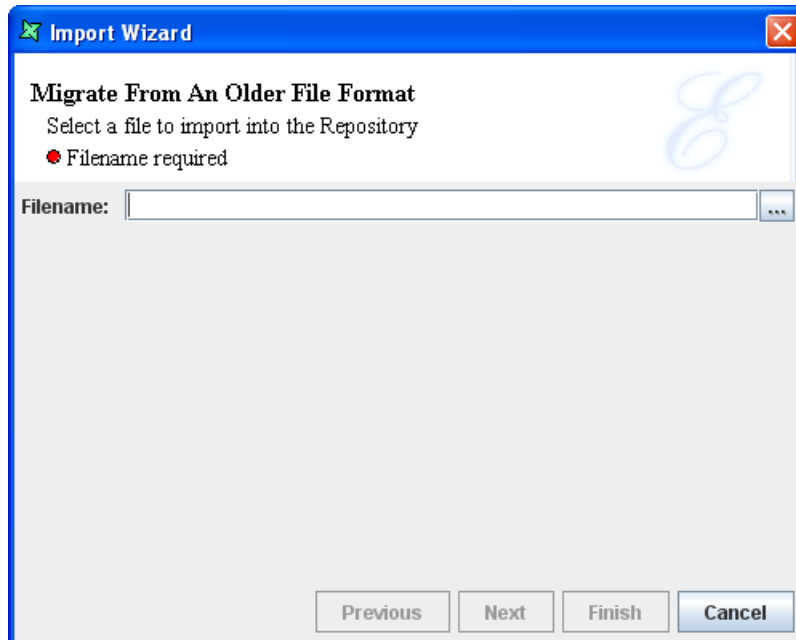 Import Wizard
Migrate From An Older File Format
Select a file to import into the Repository
Filename required
Filename:
...
Previous Next Finish Cancel